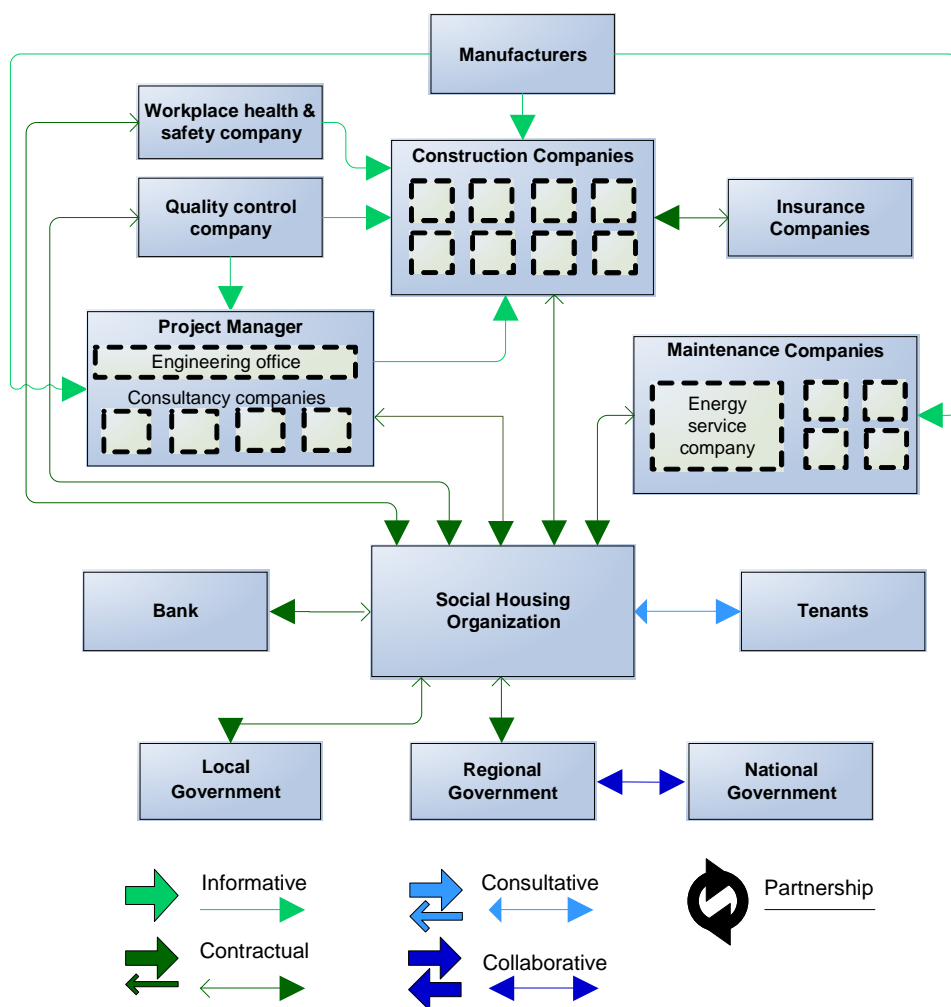 Manufacturers
Workplace health &
safety company
Construction Companies
Quality control
company
Insurance
Companies
Project Manager
Engineering office
Consultancy companies
Maintenance Companies
Energy
service
company
Social Housing
Organization
Bank
Tenants
Local
Government
Regional
Government
National
Government
Informative
Consultative
Partnership
Contractual
Collaborative